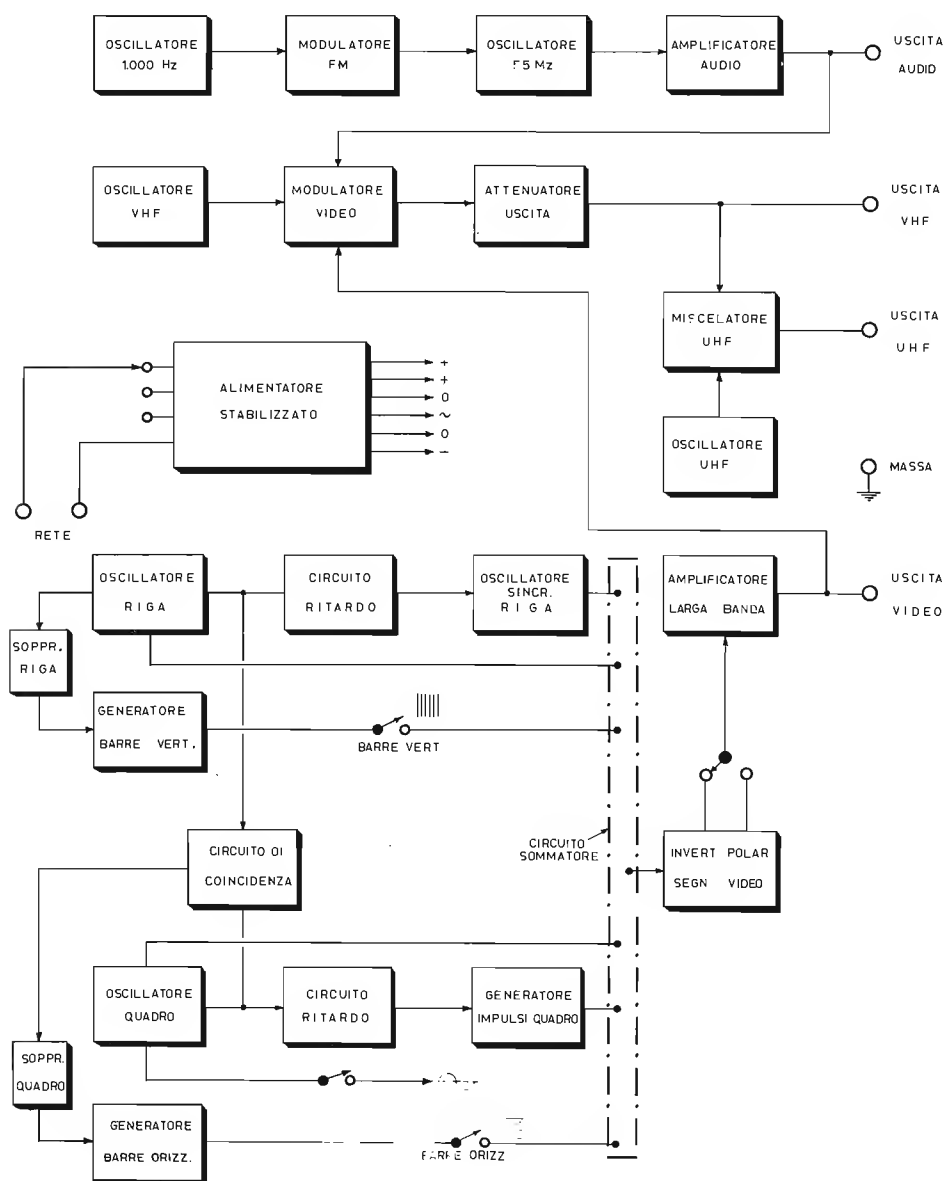 OSCILLATORE
1.000 Hz
MODULATORE
FM
OSCILLATORE
5 Mz
AMPLIFICATORE
AUDIO
USCITA
AUDIO
OSCILLATORE
VHF
MODULATORE
VIDEO
ATTENUATORE
USCITA
USCITA
VHF
MISCELATORE
UHF
USCITA
UHF
ALIMENTATORE
STABILIZZATO
+
+
0
~
0
-
OSCILLATORE
UHF
MASSA
RETE
OSCILLATORE
RIGA
CIRCUITO
RITARDO
OSCILLATORE
SINCR.
RIGA
AMPLIFICATORE
LARGA BANDA
USCITA
VIDEO
SOPPR.
RIGA
GENERATORE
BARRE VERT.
BARRE VERT
CIRCUITO DI
COINCIDENZA
CIRCUITO
SOMMATORE
INVERT POLAR
SEGN VIDEO
OSCILLATORE
QUADRO
CIRCUITO
RITARDO
GENERATORE
IMPULSI QUADRO
SOPPR.
QUADRO
GENERATORE
BARRE ORIZZ.
BARRE ORIZZ